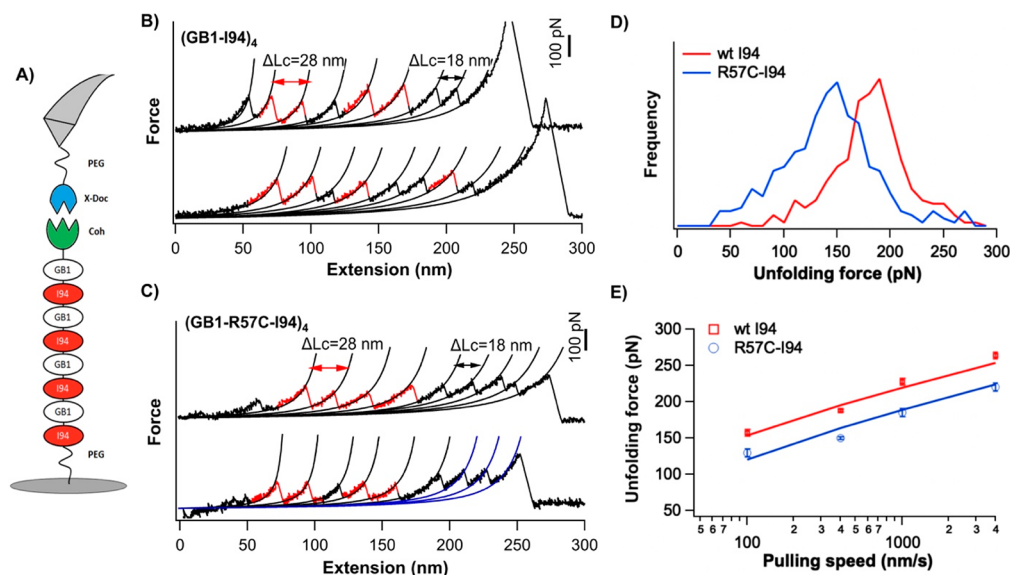 A)
PEG
X-Doc
Coh
GB1
I94
GB1
I94
GB1
I94
GB1
I94
PEG
B)
(GB1-I94)4
ΔLc=28 nm
ΔLc=18 nm
100 pN
Force
0 50 100 150 200 250 300
Extension (nm)
C)
(GB1-R57C-I94)4
ΔLc=28 nm
ΔLc=18 nm
100 pN
Force
0 50 100 150 200 250 300
Extension (nm)
D)
wt I94
R57C-I94
Frequency
0 50 100 150 200 250 300
Unfolding force (pN)
E)
wt I94
R57C-I94
Unfolding force (pN)
300
250
200
150
100
50
5 6 7 2 3 4 5 6 7 2 3 4
100 1000
Pulling speed (nm/s)